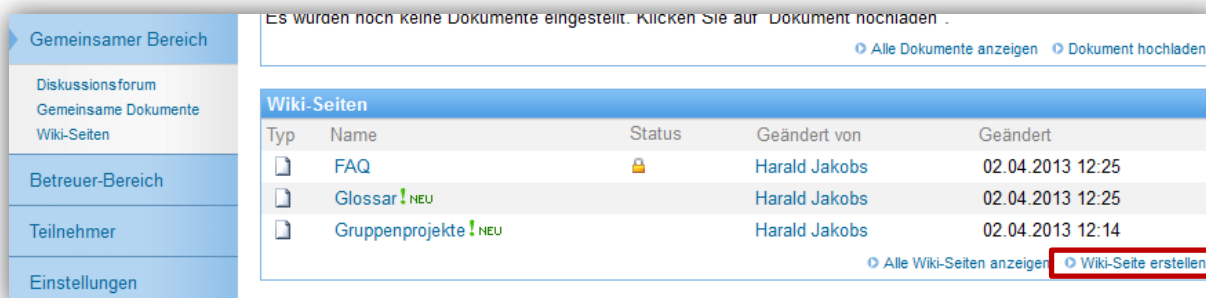 Es wurden noch keine Dokumente eingestellt. Klicken Sie auf "Dokument hochladen".
Alle Dokumente anzeigen Dokument hochladen
Gemeinsamer Bereich
Diskussionsforum
Gemeinsame Dokumente
Wiki-Seiten
Betreuer-Bereich
Teilnehmer
Einstellungen
Wiki-Seiten
Typ Name Status Geändert von Geändert
FAQ Harald Jakobs 02.04.2013 12:25
Glossar ! NEU Harald Jakobs 02.04.2013 12:25
Gruppenprojekte ! NEU Harald Jakobs 02.04.2013 12:14
Alle Wiki-Seiten anzeigen Wiki-Seite erstellen